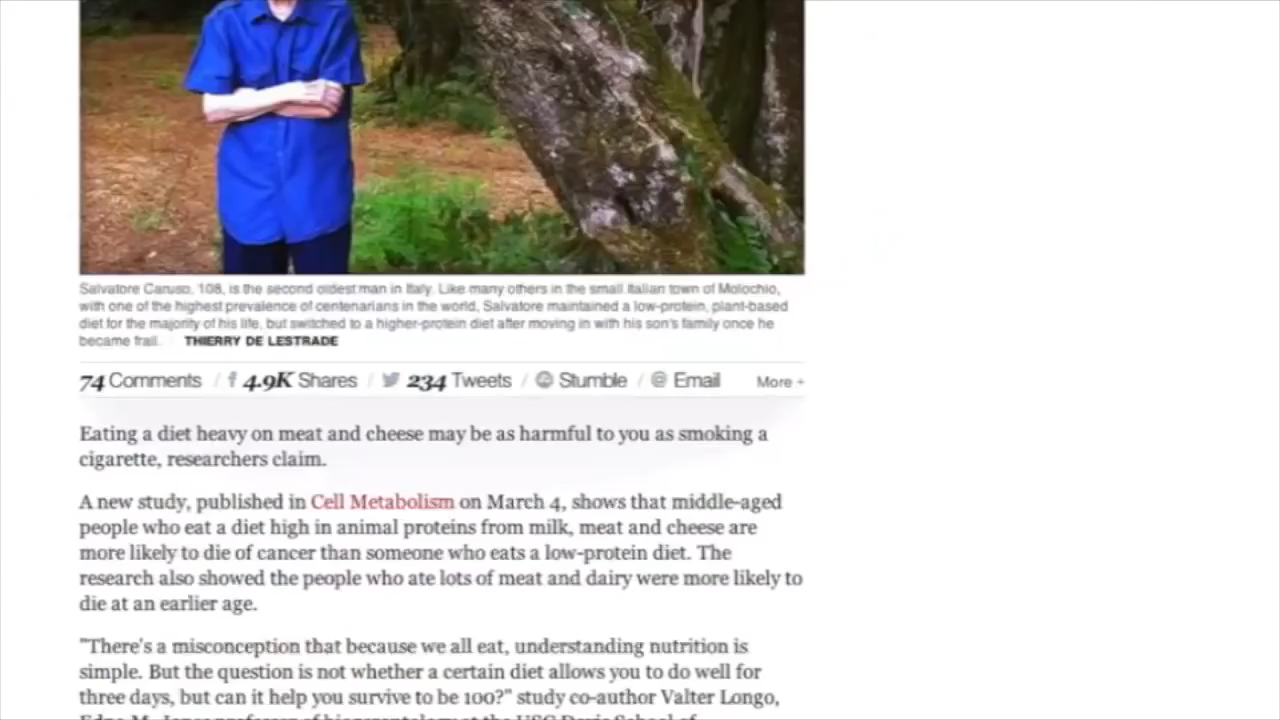 Salvatore Caruso, 108, is the second oldest man in Italy. Like many others in the small Italian town of Molochio,
with one of the highest prevalence of centenarians in the world, Salvatore maintained a low-protein, plant-based
diet for the majority of his life, but switched to a higher-protein diet after moving in with his son's family once he
became frail. / THIERRY DE LESTRADE
74 Comments / f 4.9K Shares / 234 Tweets / Stumble / @ Email More +
Eating a diet heavy on meat and cheese may be as harmful to you as smoking a
cigarette, researchers claim.
A new study, published in Cell Metabolism on March 4, shows that middle-aged
people who eat a diet high in animal proteins from milk, meat and cheese are
more likely to die of cancer than someone who eats a low-protein diet. The
research also showed the people who ate lots of meat and dairy were more likely to
die at an earlier age.
"There's a misconception that because we all eat, understanding nutrition is
simple. But the question is not whether a certain diet allows you to do well for
three days, but can it help you survive to be 100?" study co-author Valter Longo,